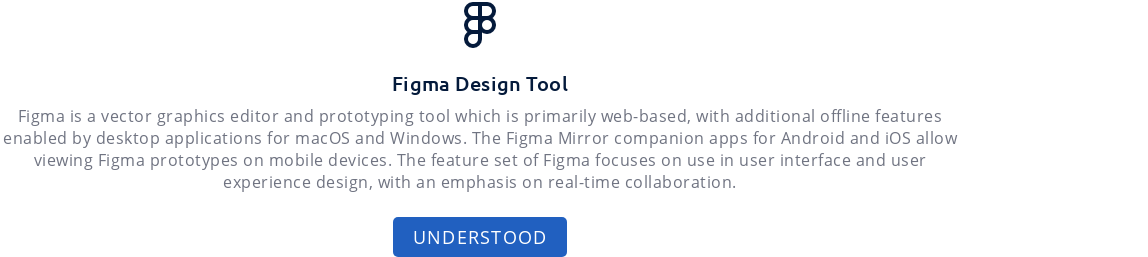 Figma Design Tool
Figma is a vector graphics editor and prototyping tool which is primarily web-based, with additional offline features
enabled by desktop applications for macOS and Windows. The Figma Mirror companion apps for Android and iOS allow
viewing Figma prototypes on mobile devices. The feature set of Figma focuses on use in user interface and user
experience design, with an emphasis on real-time collaboration.
UNDERSTOOD